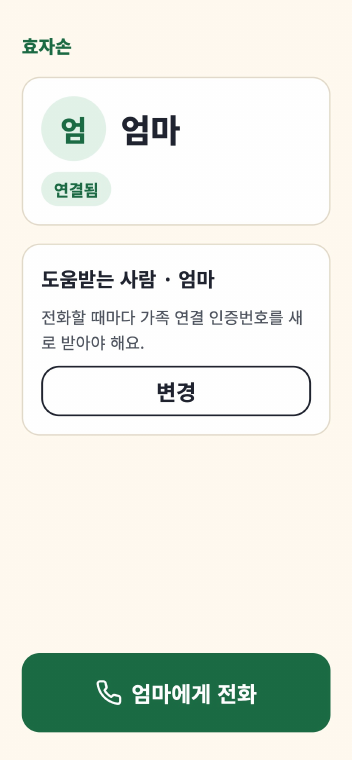 효자손
엄
엄마
연결됨
도움받는 사람 · 엄마
전화할 때마다 가족 연결 인증번호를 새
로 받아야 해요.
변경
엄마에게 전화